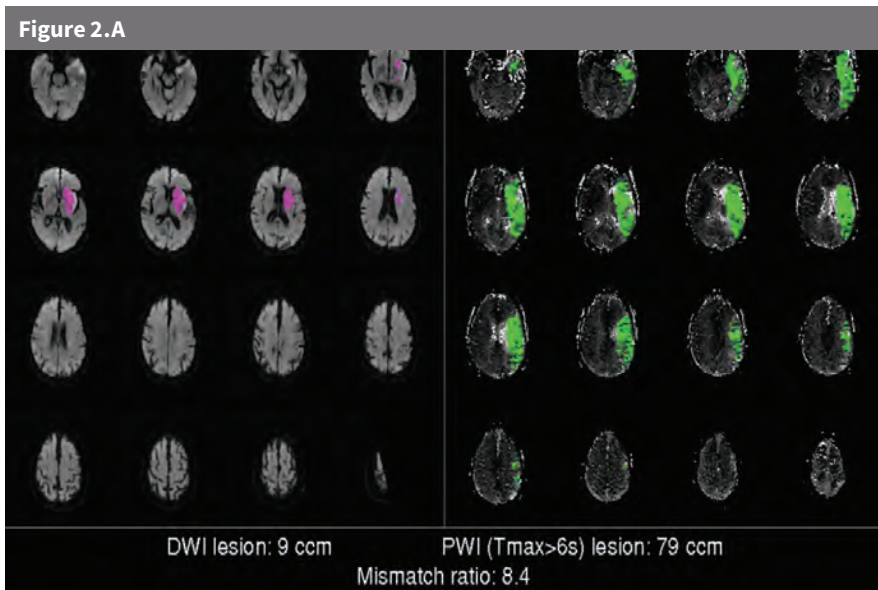 Figure 2.A
DWI lesion: 9 ccm
PWI (Tmax>6s) lesion: 79 ccm
Mismatch ratio: 8.4